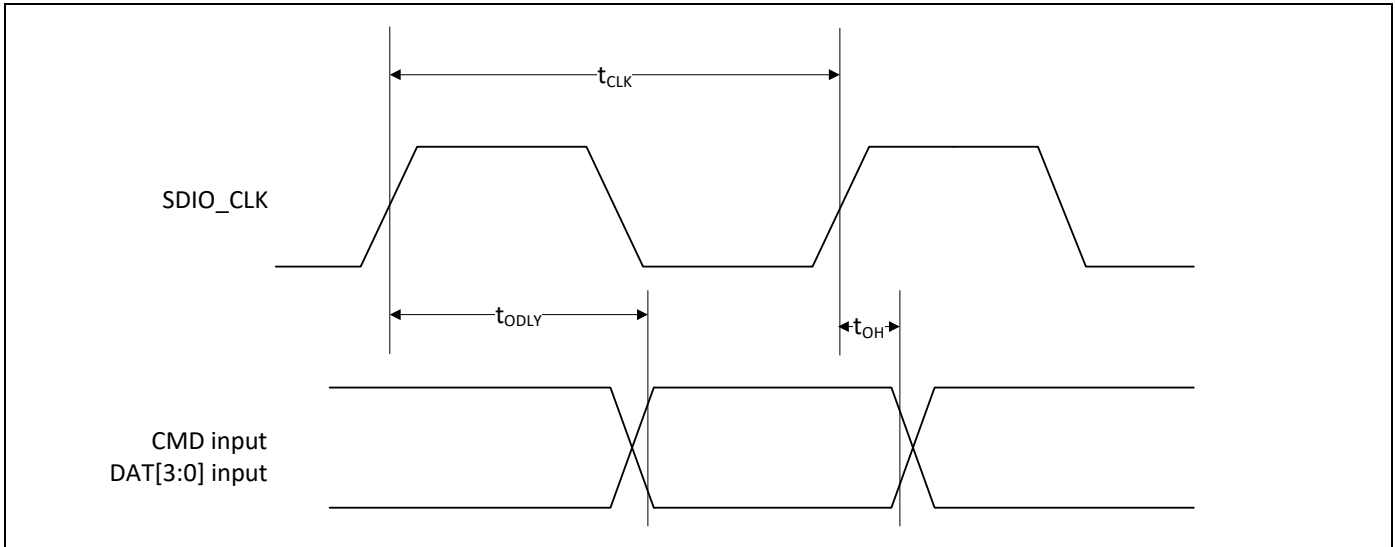 tCLK
SDIO_CLK
tODLY
tOH
CMD input
DAT[3:0] input